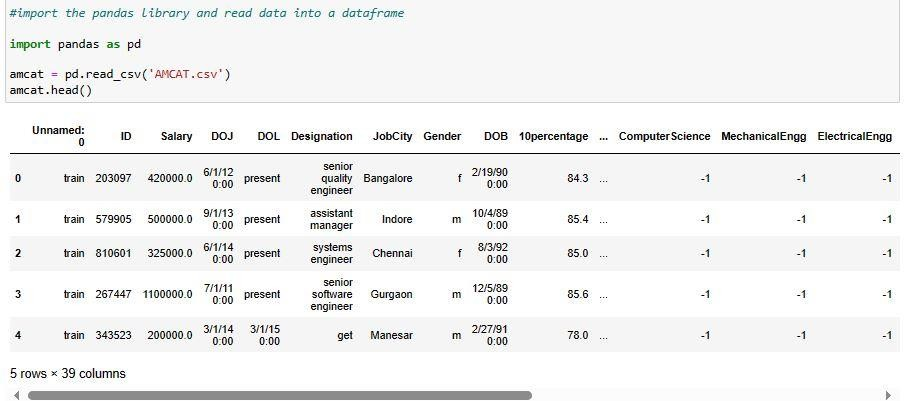 #import the pandas library and read data into a dataframe
import pandas as pd
amcat = pd.read_csv('AMCAT.csv')
amcat.head()
Unnamed: 0 ID Salary DOJ DOL Designation JobCity Gender DOB 10percentage ... ComputerScience MechanicalEngg ElectricalEngg
0 train 203097 420000.0 6/1/12 0:00 present senior quality engineer Bangalore f 2/19/90 0:00 84.3 ... -1 -1 -1
1 train 579905 500000.0 9/1/13 0:00 present assistant manager Indore m 10/4/89 0:00 85.4 ... -1 -1 -1
2 train 810601 325000.0 6/1/14 0:00 present systems engineer Chennai f 8/3/92 0:00 85.0 ... -1 -1 -1
3 train 267447 1100000.0 7/1/11 0:00 present senior software engineer Gurgaon m 12/5/89 0:00 85.6 ... -1 -1 -1
4 train 343523 200000.0 3/1/14 0:00 3/1/15 0:00 get Manesar m 2/27/91 0:00 78.0 ... -1 -1 -1
5 rows × 39 columns